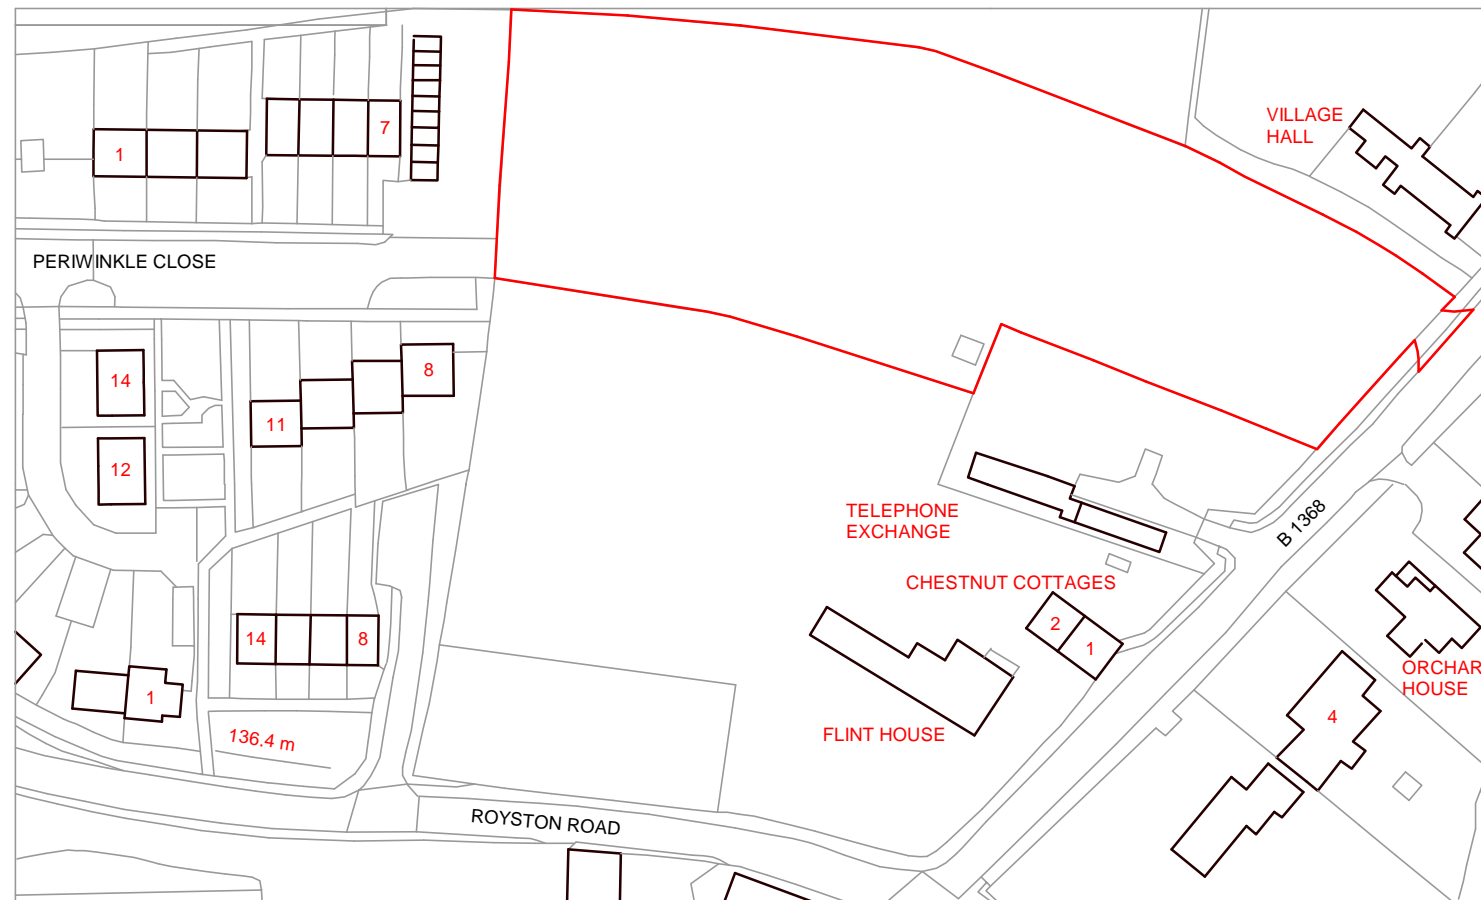 VILLAGE
HALL
7
1
PERIWINKLE CLOSE
14
8
11
12
TELEPHONE
EXCHANGE
B 1368
CHESTNUT COTTAGES
2
1
14
8
1
ORCHAR
HOUSE
4
FLINT HOUSE
136.4 m
ROYSTON ROAD